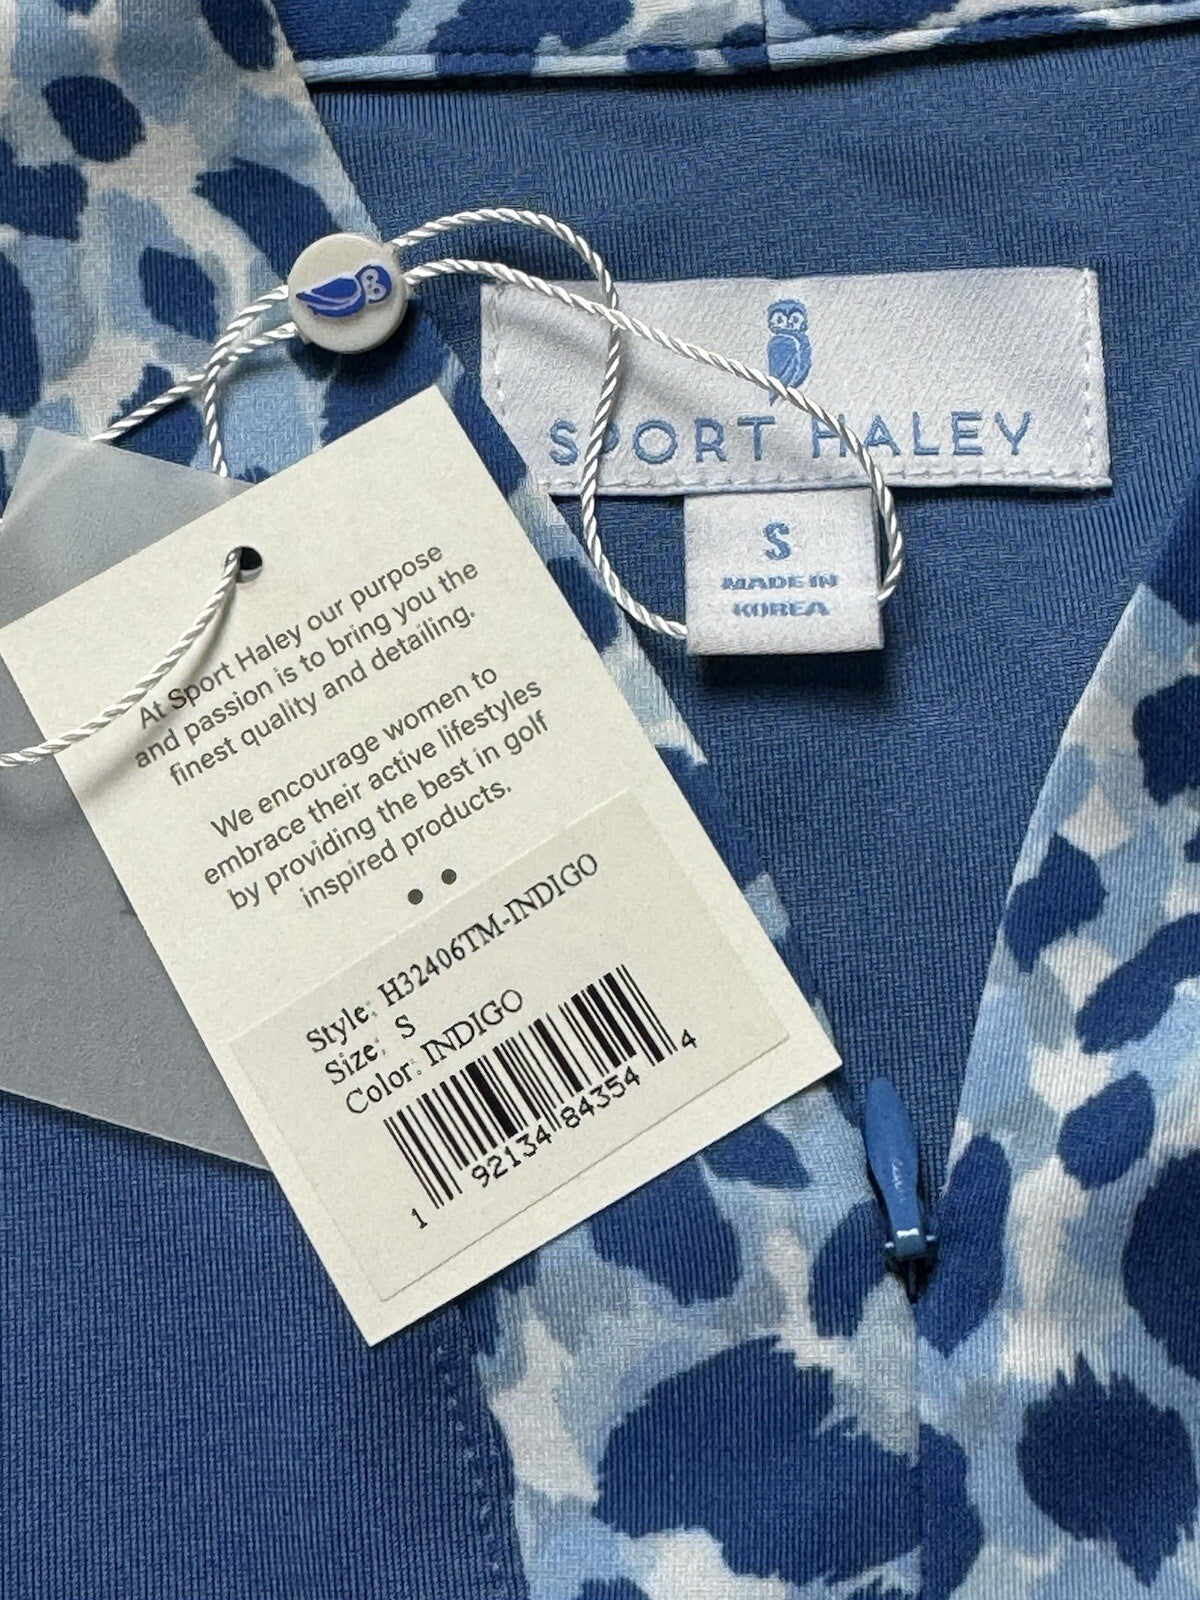 SPORT HALEY
S
MADE IN
KOREA
At Sport Haley our purpose
and passion is to bring you the
finest quality and detailing.
We encourage women to
embrace their active lifestyles
by providing the best in golf
inspired products.
Style: H32406TM-INDIGO
Size: S
Color: INDIGO
1 92134 84354 4